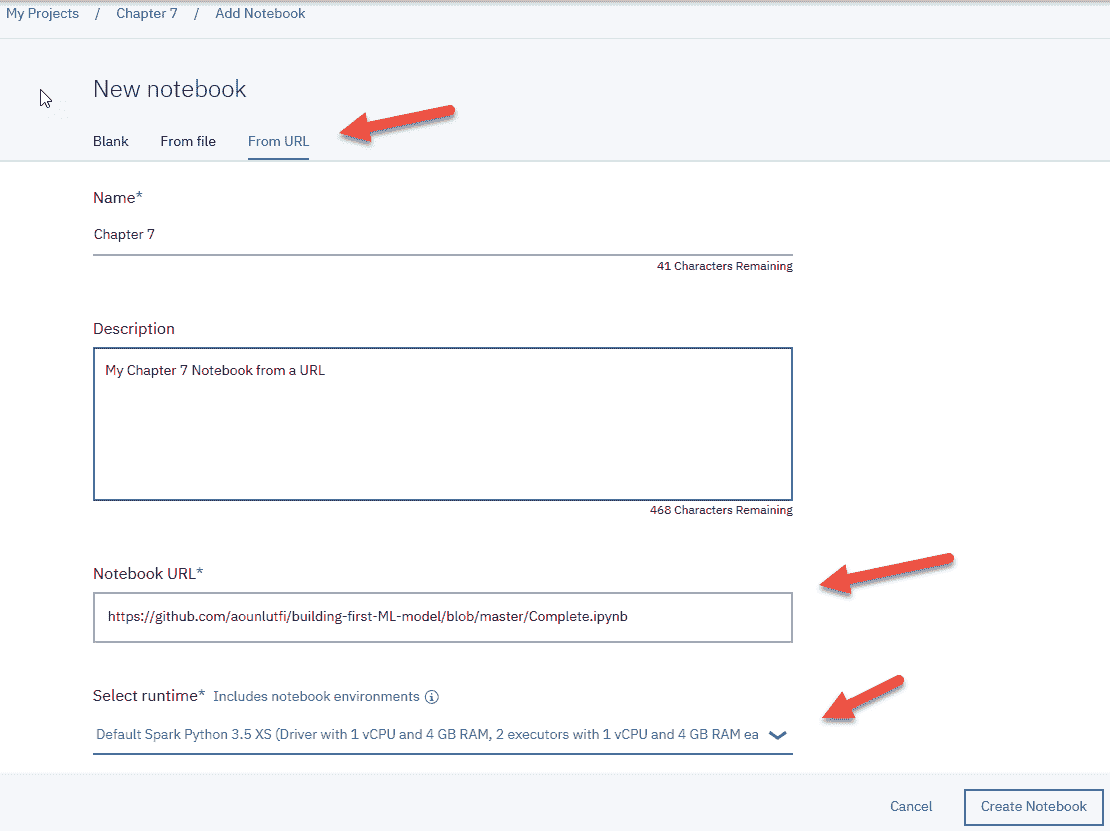 My Projects / Chapter 7 / Add Notebook
New notebook
Blank From file From URL
Name*
Chapter 7
41 Characters Remaining
Description
My Chapter 7 Notebook from a URL
468 Characters Remaining
Notebook URL*
https://github.com/aounlutfi/building-first-ML-model/blob/master/Complete.ipynb
Select runtime* Includes notebook environments
Default Spark Python 3.5 XS (Driver with 1 vCPU and 4 GB RAM, 2 executors with 1 vCPU and 4 GB RAM ea
Cancel Create Notebook